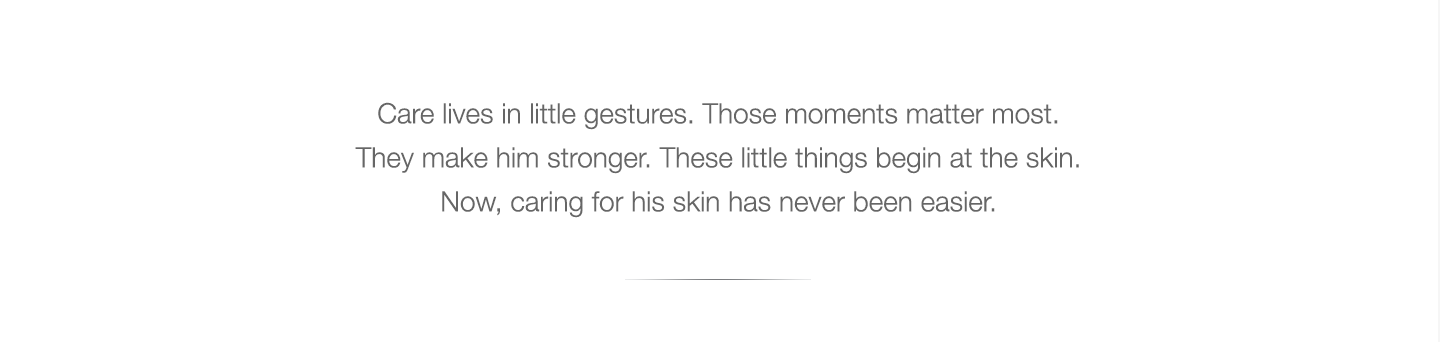 Care lives in little gestures. Those moments matter most.
They make him stronger. These little things begin at the skin.
Now, caring for his skin has never been easier.